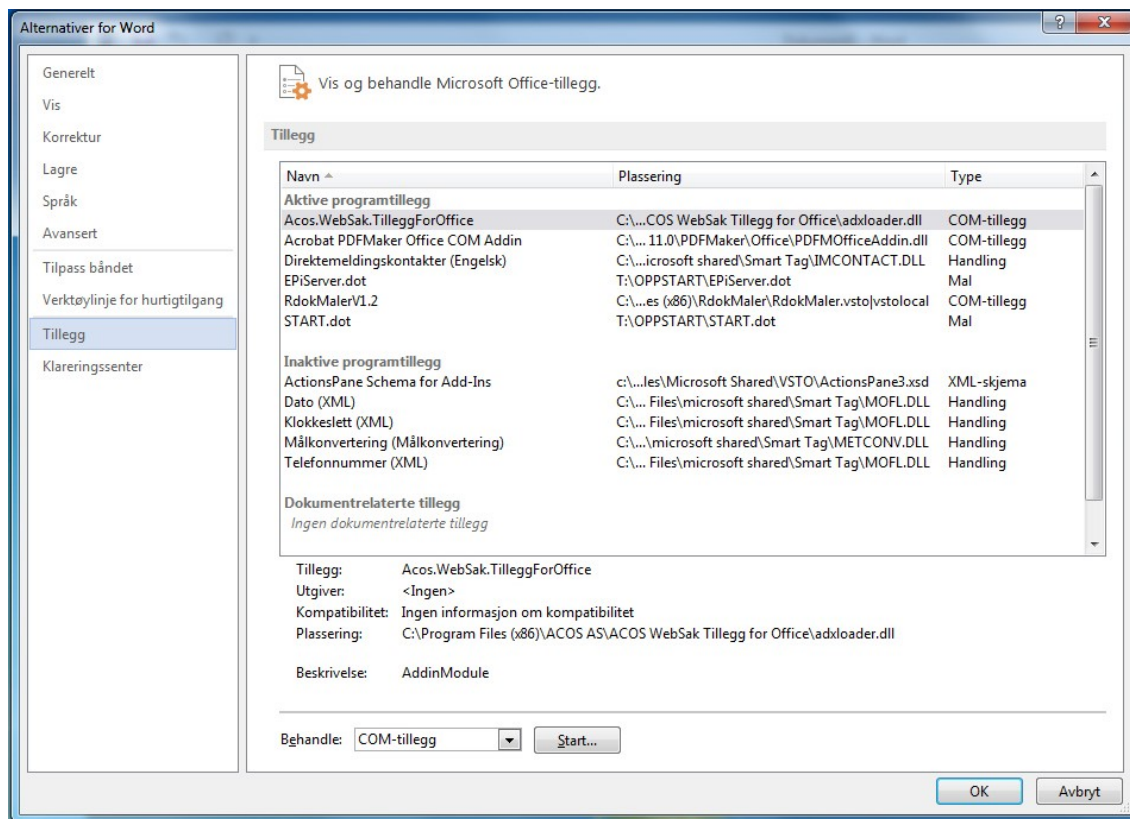 Alternativer for Word
Generelt
Vis
Korrektur
Lagre
Språk
Avansert
Tilpass båndet
Verktøylinje for hurtigtilgang
Tillegg
Klareringssenter
Vis og behandle Microsoft Office-tillegg.
Tillegg
Navn Plassering Type
Aktive programtillegg
Acos.WebSak.TilleggForOffice C:\...COS WebSak Tillegg for Office\adxloader.dll COM-tillegg
Acrobat PDFMaker Office COM Addin C:\... 11.0\PDFMaker\Office\PDFMOfficeAddin.dll COM-tillegg
Direktemeldingskontakter (Engelsk) C:\...icrosoft shared\Smart Tag\IMCONTACT.DLL Handling
EPiServer.dot T:\OPPSTART\EPiServer.dot Mal
RdokMalerV1.2 C:\...es (x86)\RdokMaler\RdokMaler.vsto|vstolocal COM-tillegg
START.dot T:\OPPSTART\START.dot Mal
Inaktive programtillegg
ActionsPane Schema for Add-Ins c:\...les\Microsoft Shared\VSTO\ActionsPane3.xsd XML-skjema
Dato (XML) C:\... Files\microsoft shared\Smart Tag\MOFL.DLL Handling
Klokkeslett (XML) C:\... Files\microsoft shared\Smart Tag\MOFL.DLL Handling
Målkonvertering (Målkonvertering) C:\...\microsoft shared\Smart Tag\METCONV.DLL Handling
Telefonnummer (XML) C:\... Files\microsoft shared\Smart Tag\MOFL.DLL Handling
Dokumentrelaterte tillegg
Ingen dokumentrelaterte tillegg
Tillegg: Acos.WebSak.TilleggForOffice
Utgiver: <Ingen>
Kompatibilitet: Ingen informasjon om kompatibilitet
Plassering: C:\Program Files (x86)\ACOS AS\ACOS WebSak Tillegg for Office\adxloader.dll
Beskrivelse: AddinModule
Behandle: COM-tillegg Start...
OK Avbryt